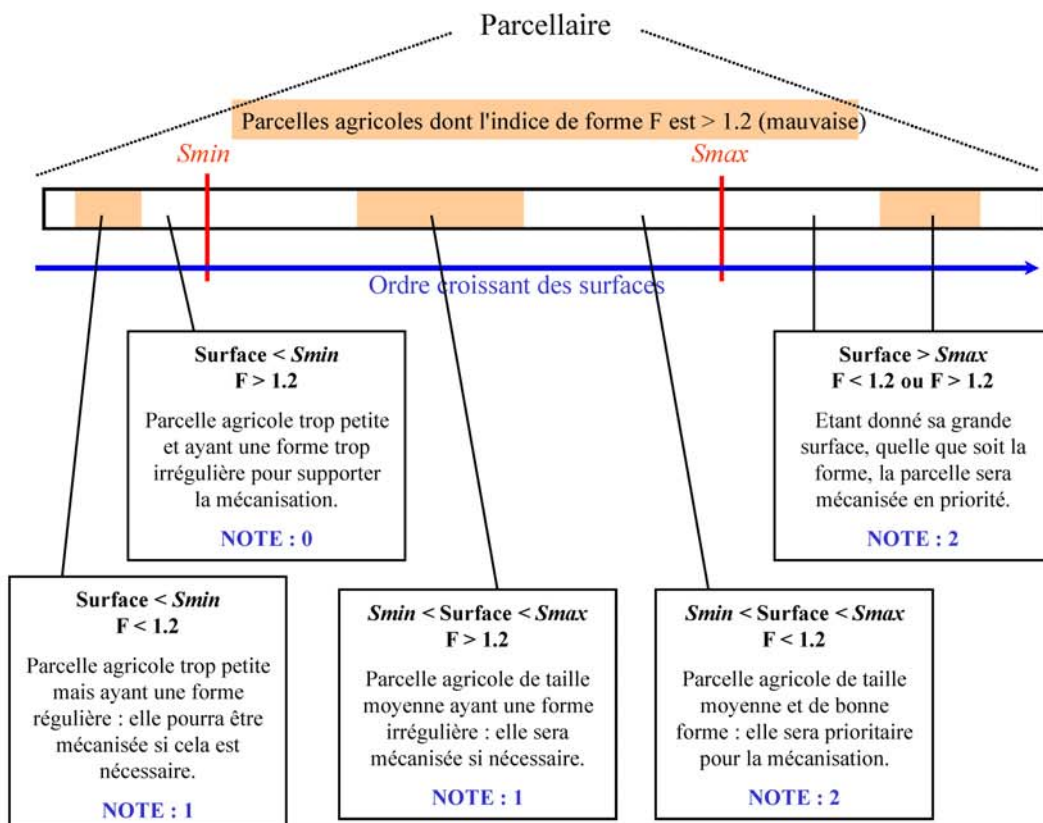 Parcellaire
Parcelles agricoles dont l'indice de forme F est > 1.2 (mauvaise)
Smin
Smax
Ordre croissant des surfaces
Surface < Smin
F > 1.2
Parcelle agricole trop petite
et ayant une forme trop
irrégulière pour supporter
la mécanisation.
NOTE : 0
Surface > Smax
F < 1.2 ou F > 1.2
Etant donné sa grande
surface, quelle que soit la
forme, la parcelle sera
mécanisée en priorité.
NOTE : 2
Surface < Smin
F < 1.2
Parcelle agricole trop petite
mais ayant une forme
régulière : elle pourra être
mécanisée si cela est
nécessaire.
NOTE : 1
Smin < Surface < Smax
F > 1.2
Parcelle agricole de taille
moyenne ayant une forme
irrégulière : elle sera
mécanisée si nécessaire.
NOTE : 1
Smin < Surface < Smax
F < 1.2
Parcelle agricole de taille
moyenne et de bonne
forme : elle sera prioritaire
pour la mécanisation.
NOTE : 2